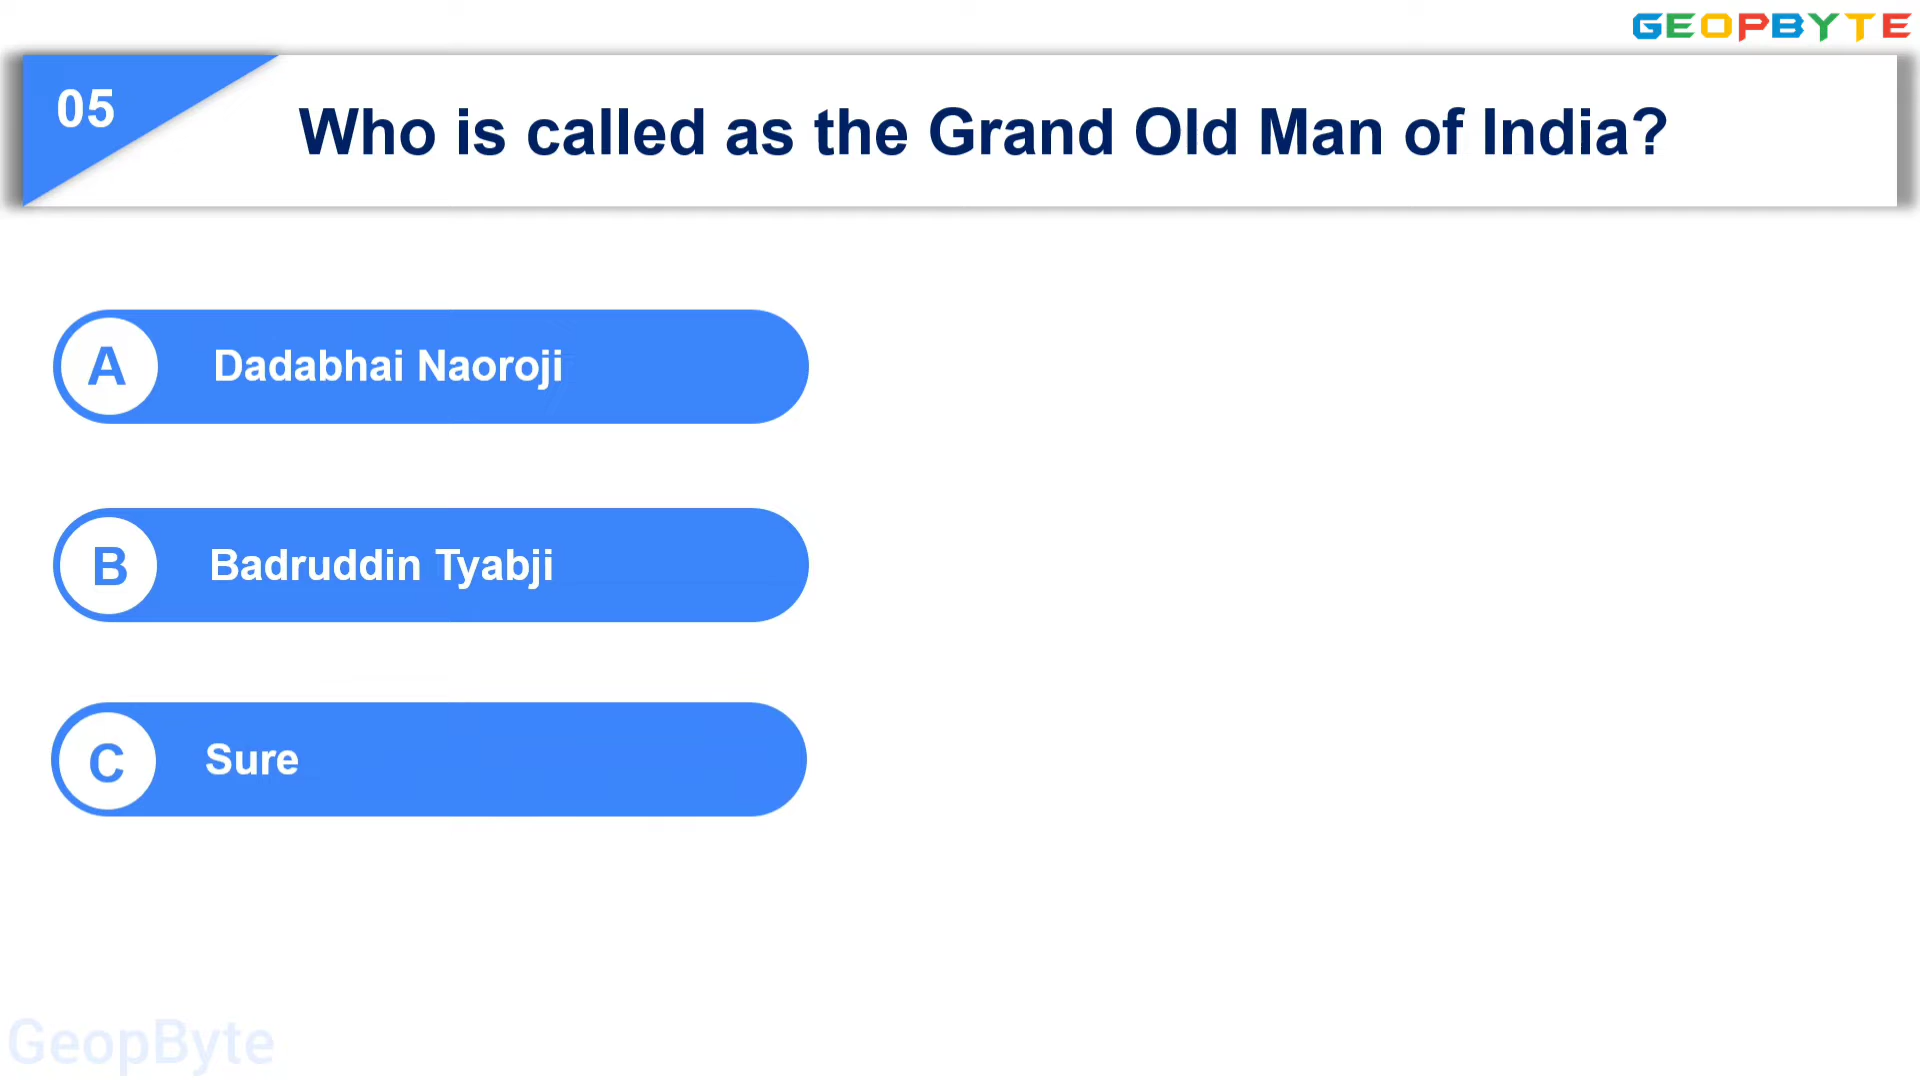 GEOPBYTE
05
Who is called as the Grand Old Man of India?
A Dadabhai Naoroji
B Badruddin Tyabji
C Sure
GeopByte